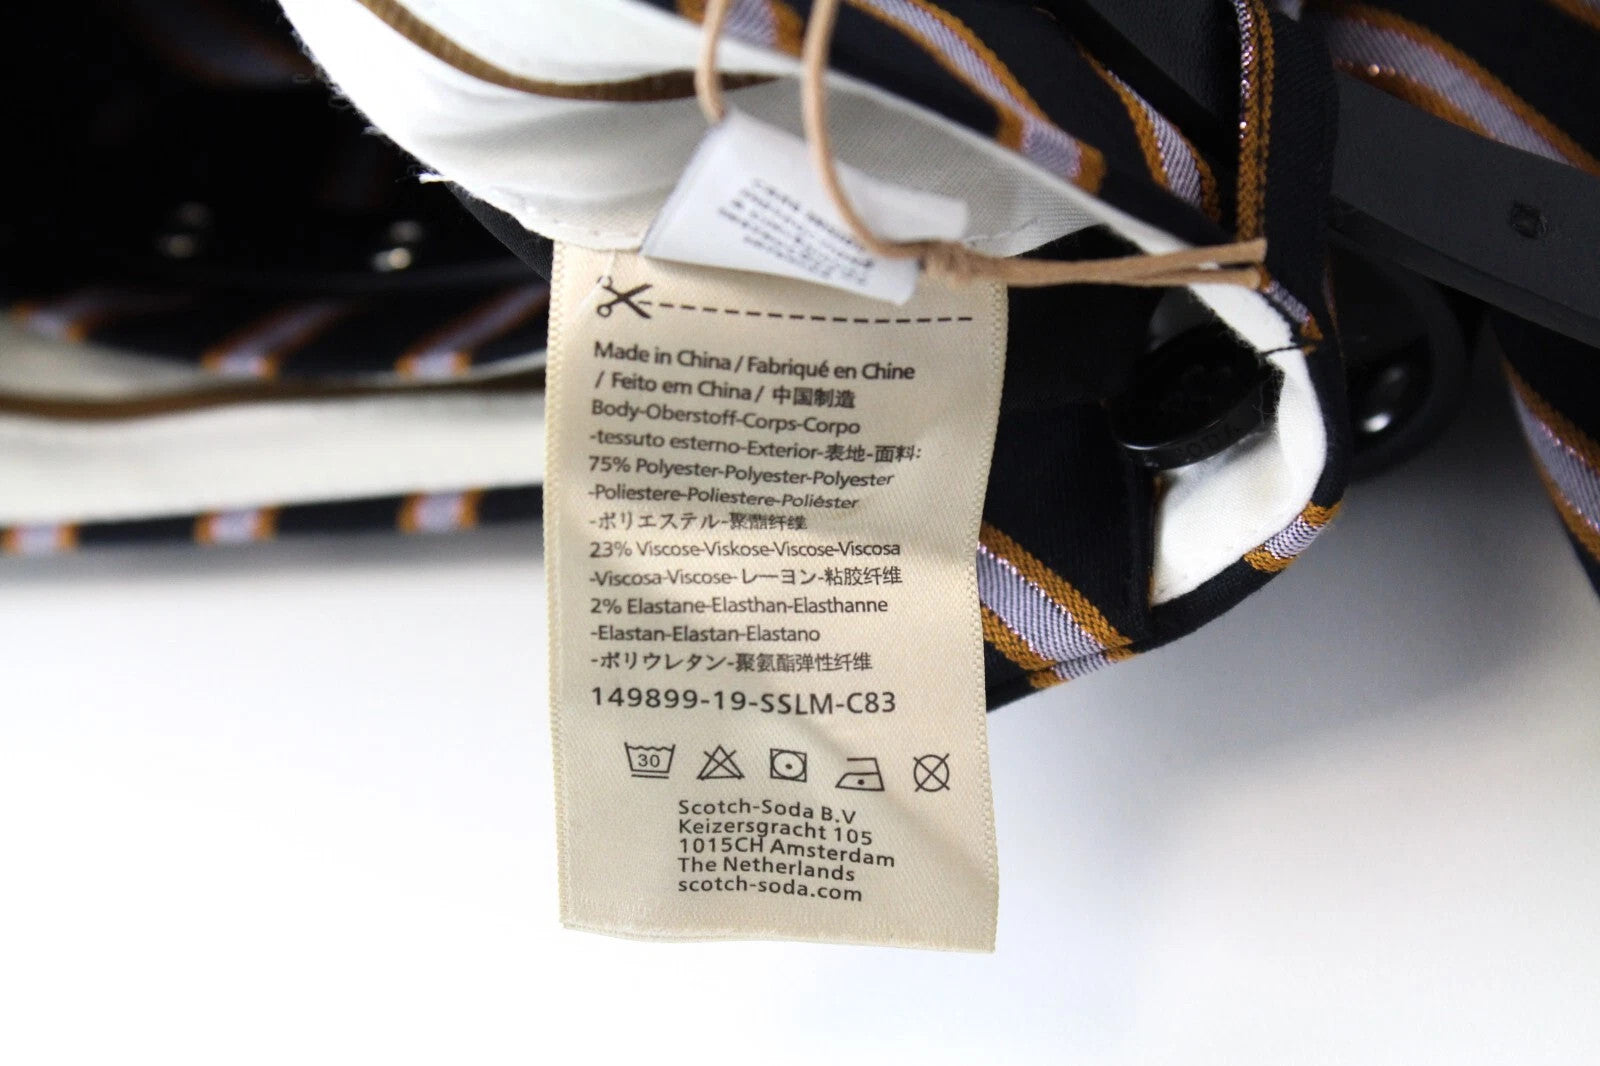 Made in China / Fabriqué en Chine
/ Feito em China / 中国制造
Body-Oberstoff-Corps-Corpo
-tessuto esterno-Exterior-表地-面料:
75% Polyester-Polyester-Polyester
-Poliestere-Poliestere-Poliéster
-ポリエステル-聚酯纤维
23% Viscose-Viskose-Viscose-Viscosa
-Viscosa-Viscose-レーヨン-粘胶纤维
2% Elastane-Elasthan-Elasthanne
-Elastan-Elastan-Elastano
-ポリウレタン-聚氨酯弹性纤维
149899-19-SSLM-C83
30
Scotch-Soda B.V
Keizersgracht 105
1015CH Amsterdam
The Netherlands
scotch-soda.com